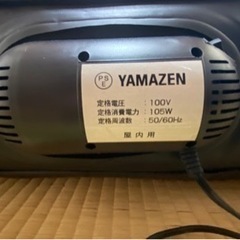 PS
E
YAMAZEN
定格電圧：100V
定格消費電力：105W
定格周波数：50/60Hz
屋内用